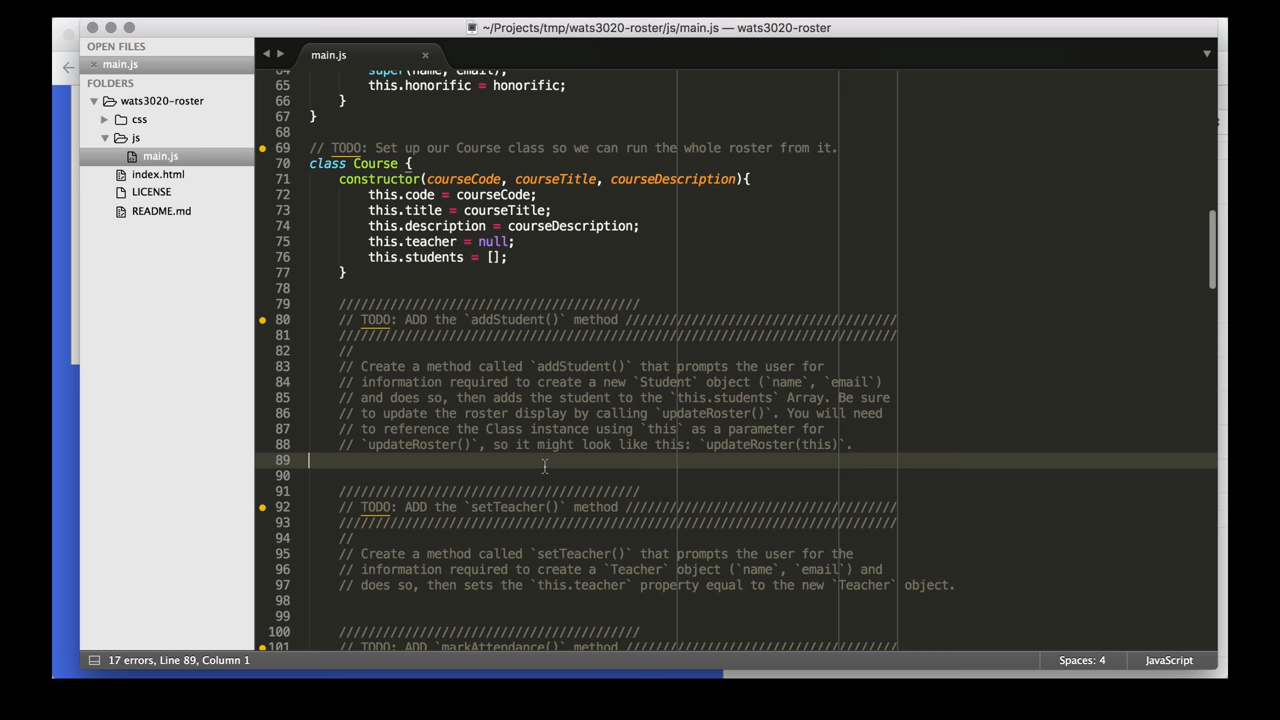 ~/Projects/tmp/wats3020-roster/js/main.js — wats3020-roster
OPEN FILES
main.js
FOLDERS
wats3020-roster
css
js
main.js
index.html
LICENSE
README.md
main.js
64 super(name, email);
65 this.honorific = honorific;
66 }
67 }
68
69 // TODO: Set up our Course class so we can run the whole roster from it.
70 class Course {
71 constructor(courseCode, courseTitle, courseDescription){
72 this.code = courseCode;
73 this.title = courseTitle;
74 this.description = courseDescription;
75 this.teacher = null;
76 this.students = [];
77 }
78
79 /////////////////////////////////////////
80 // TODO: ADD the `addStudent()` method /////////////////////////////////////
81 ////////////////////////////////////////////////////////////////////////////
82 //
83 // Create a method called `addStudent()` that prompts the user for
84 // information required to create a new `Student` object (`name`, `email`)
85 // and does so, then adds the student to the `this.students` Array. Be sure
86 // to update the roster display by calling `updateRoster()`. You will need
87 // to reference the Class instance using `this` as a parameter for
88 // `updateRoster()`, so it might look like this: `updateRoster(this)`.
89
90
91 /////////////////////////////////////////
92 // TODO: ADD the `setTeacher()` method /////////////////////////////////////
93 ////////////////////////////////////////////////////////////////////////////
94 //
95 // Create a method called `setTeacher()` that prompts the user for the
96 // information required to create a `Teacher` object (`name`, `email`) and
97 // does so, then sets the `this.teacher` property equal to the new `Teacher` object.
98
99
100 /////////////////////////////////////////
101 // TODO: ADD `markAttendance()` method /////////////////////////////////////
17 errors, Line 89, Column 1
Spaces: 4
JavaScript